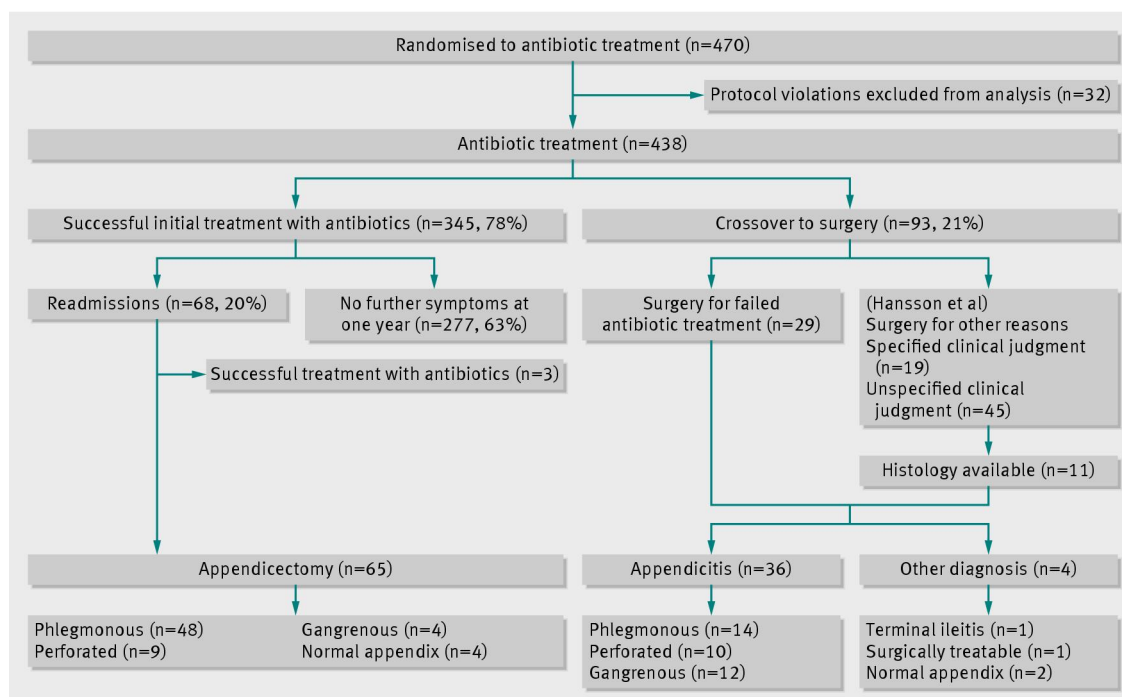 Randomised to antibiotic treatment (n=470)
Protocol violations excluded from analysis (n=32)
Antibiotic treatment (n=438)
Successful initial treatment with antibiotics (n=345, 78%)
Crossover to surgery (n=93, 21%)
Readmissions (n=68, 20%)
No further symptoms at
one year (n=277, 63%)
Surgery for failed
antibiotic treatment (n=29)
(Hansson et al)
Surgery for other reasons
Specified clinical judgment
(n=19)
Unspecified clinical
judgment (n=45)
Successful treatment with antibiotics (n=3)
Histology available (n=11)
Appendicectomy (n=65)
Appendicitis (n=36)
Other diagnosis (n=4)
Phlegmonous (n=48)
Perforated (n=9)
Gangrenous (n=4)
Normal appendix (n=4)
Phlegmonous (n=14)
Perforated (n=10)
Gangrenous (n=12)
Terminal ileitis (n=1)
Surgically treatable (n=1)
Normal appendix (n=2)